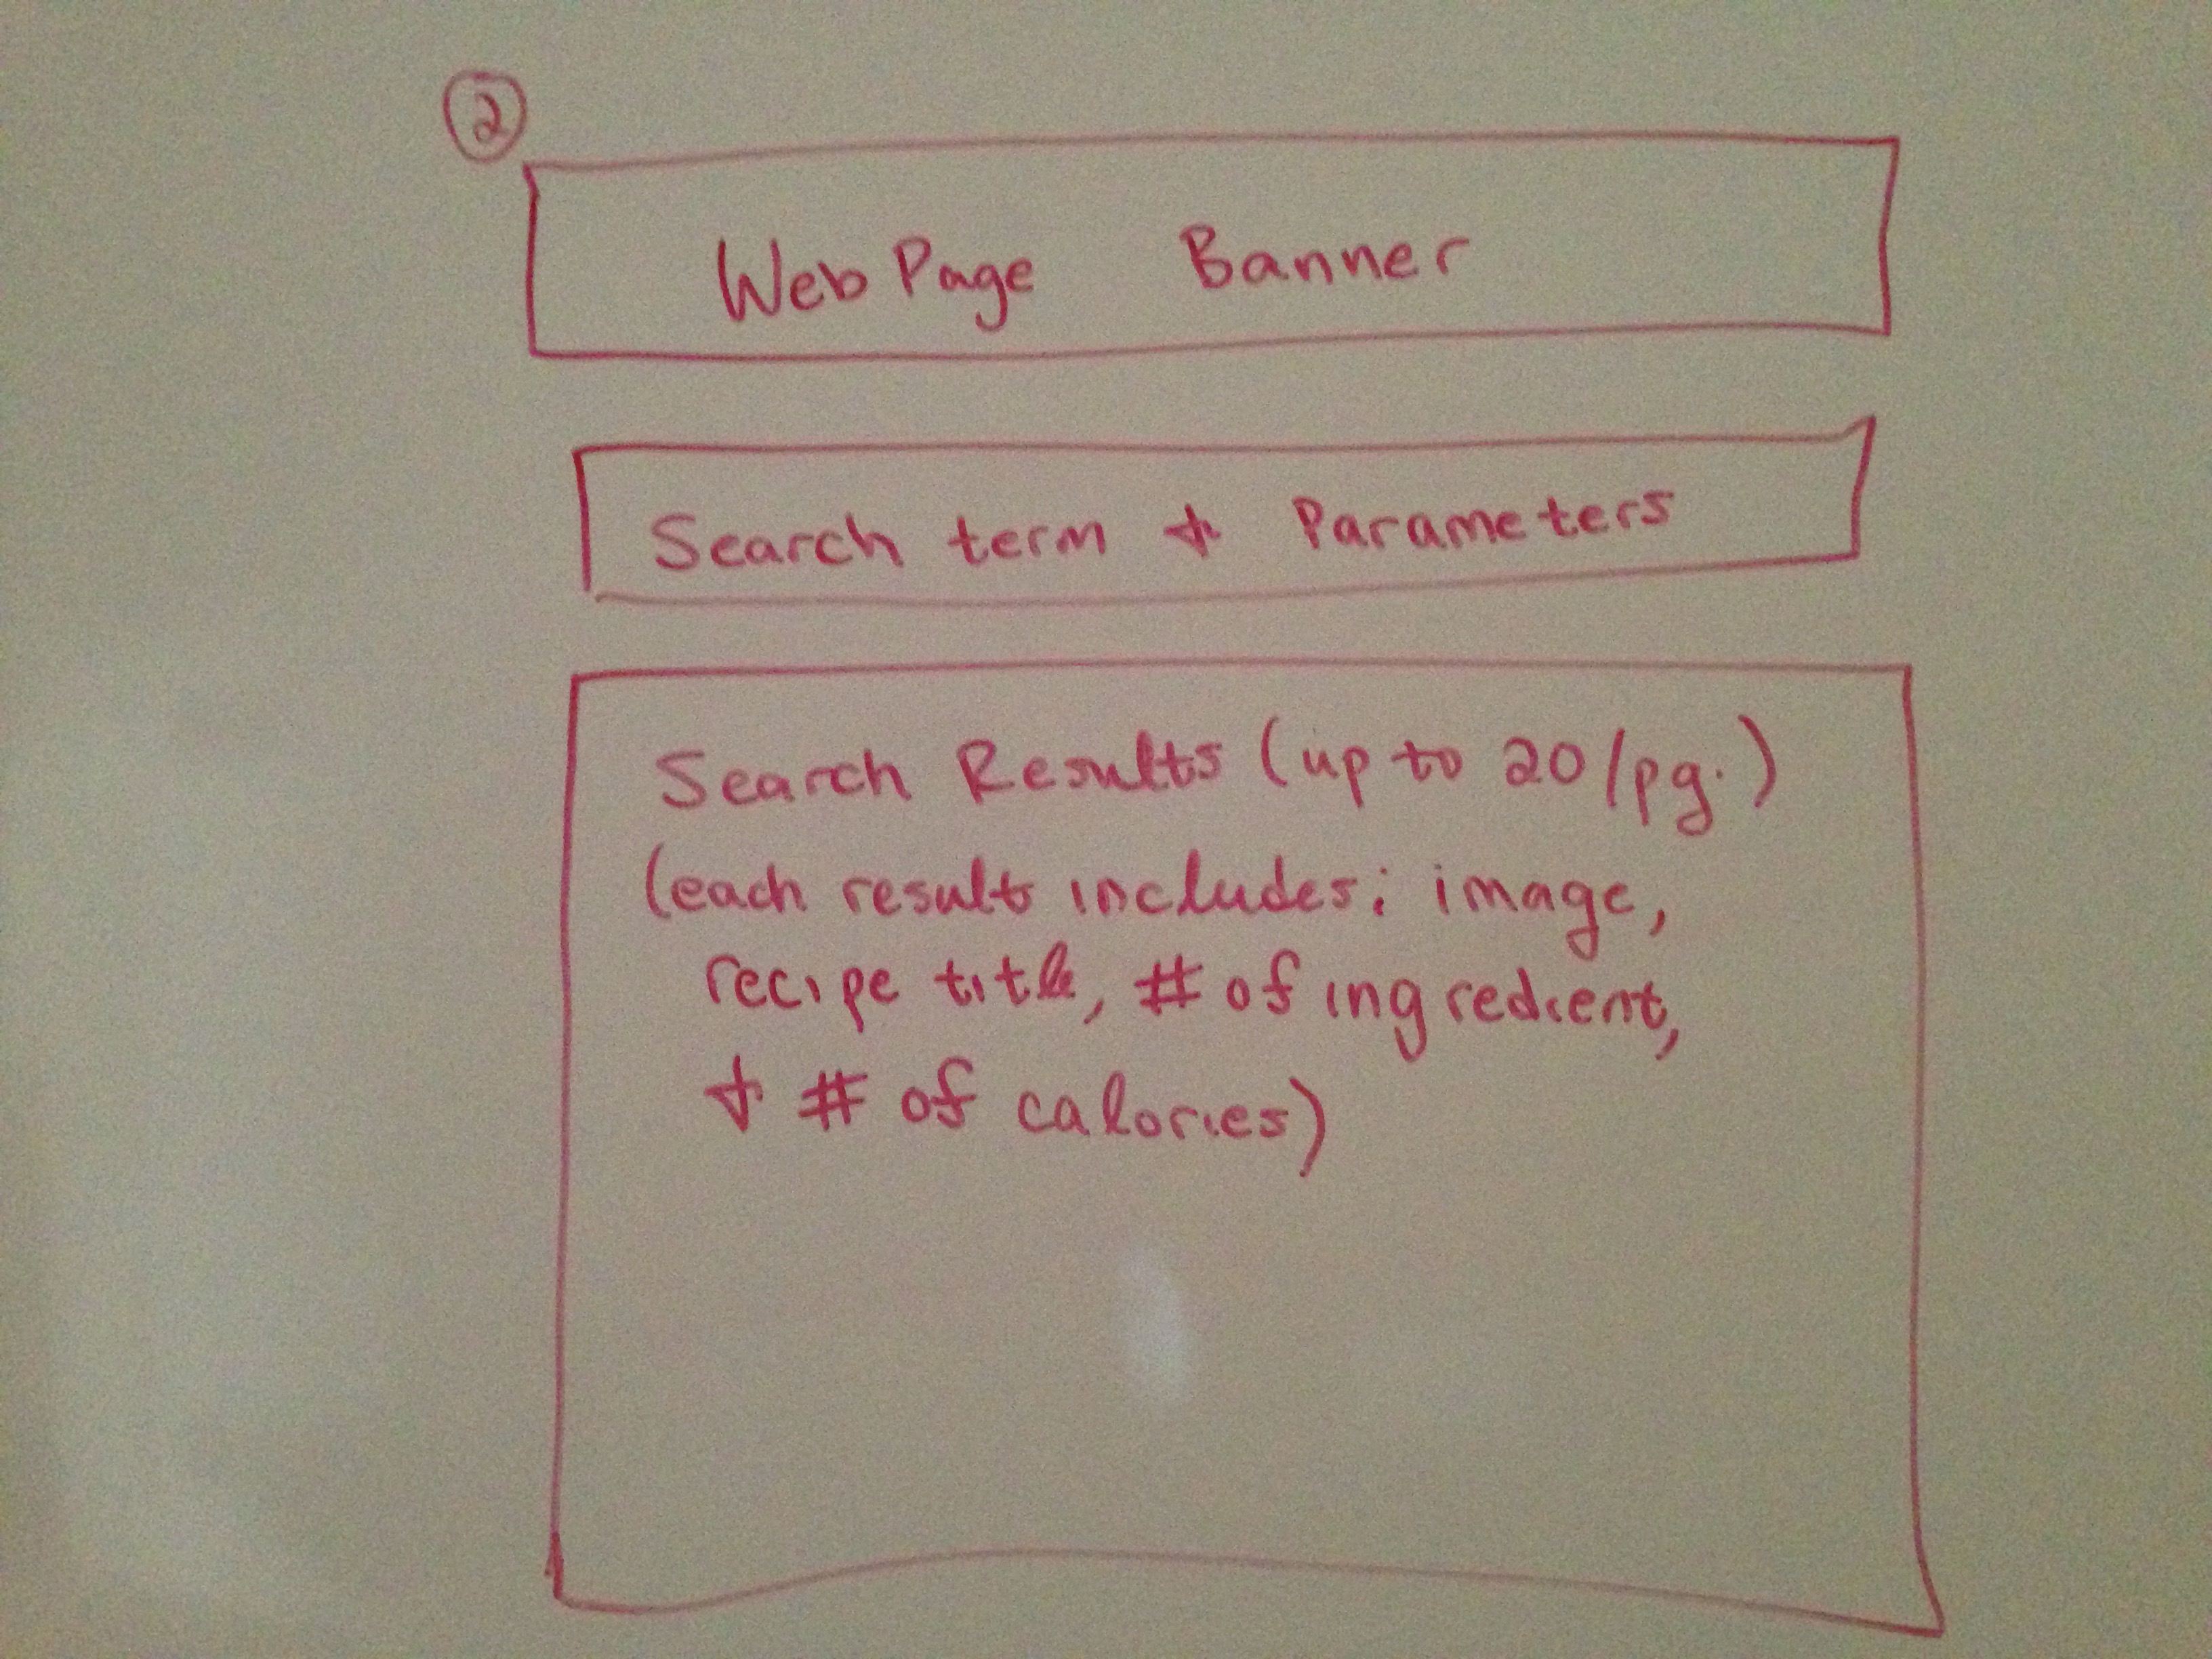 2
Web Page Banner
Search term & Parameters
Search Results (up to 20/pg.)
(each result includes: image,
recipe title, # of ingredient,
& # of calories)